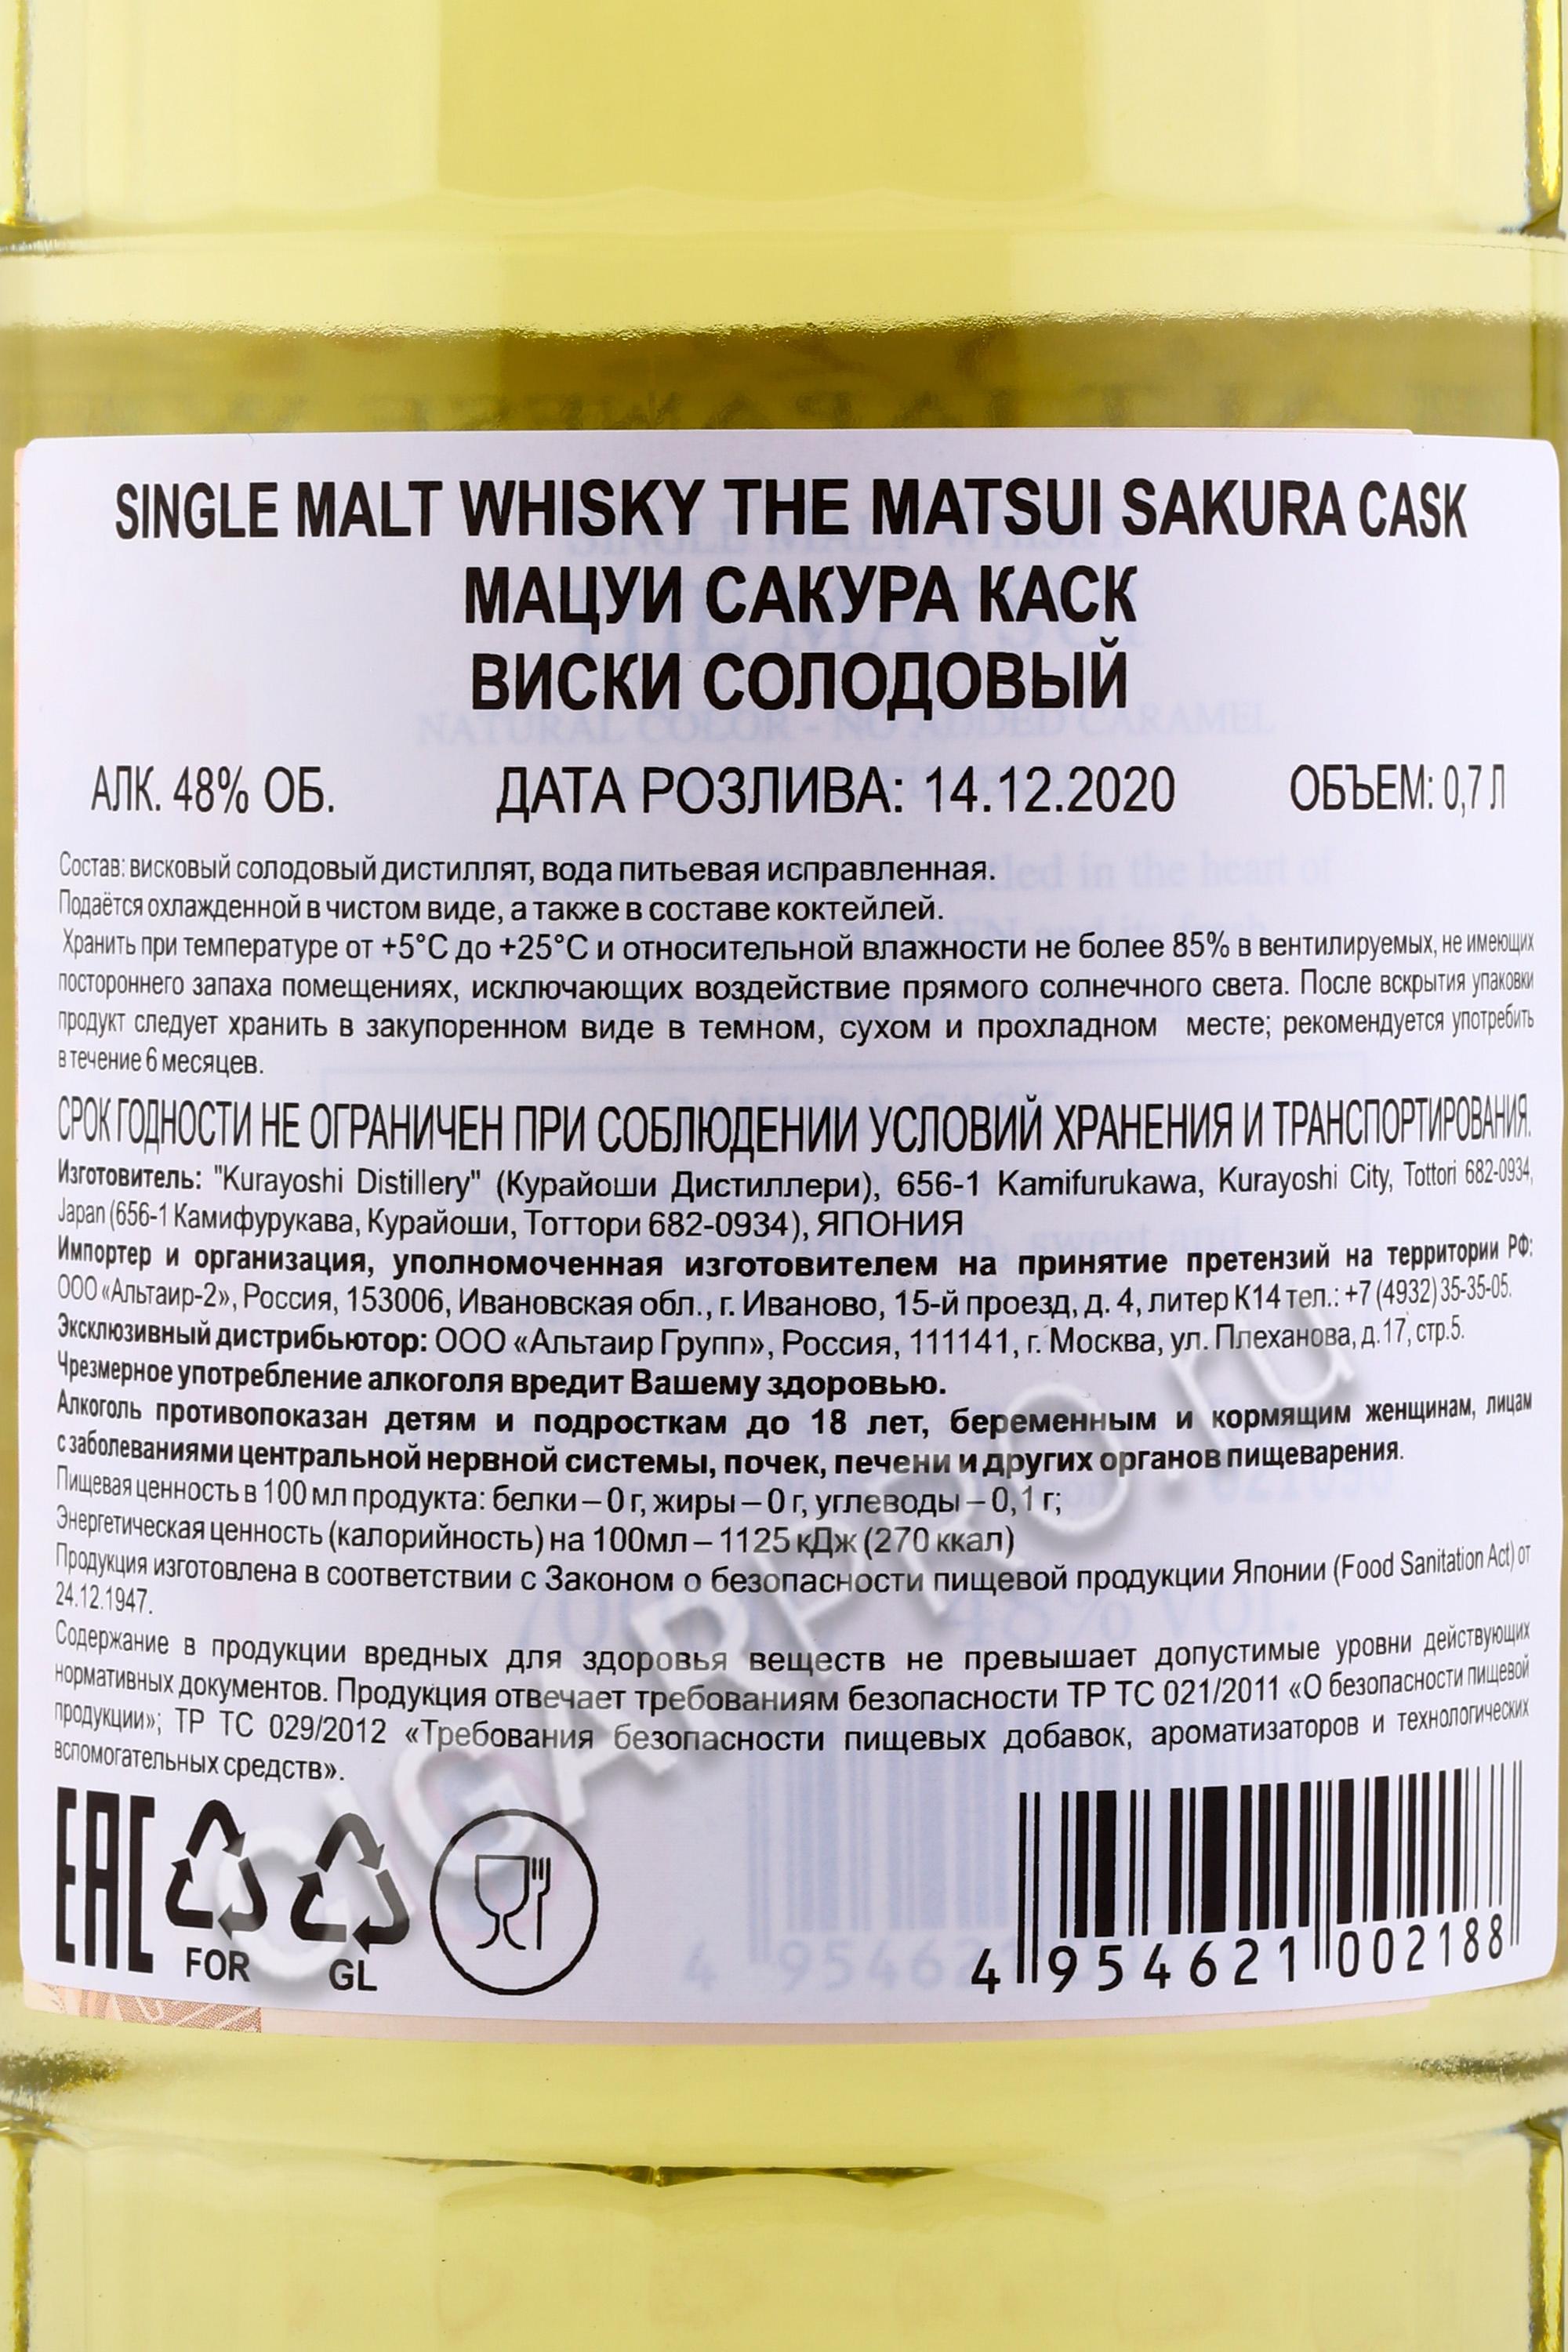 SINGLE MALT WHISKY THE MATSUI SAKURA CASK
МАЦУИ САКУРА КАСК
ВИСКИ СОЛОДОВЫЙ
АЛК. 48% ОБ. ДАТА РОЗЛИВА: 14.12.2020 ОБЪЕМ: 0,7 Л
Состав: висковый солодовый дистиллят, вода питьевая исправленная.
Подаётся охлажденной в чистом виде, а также в составе коктейлей.
Хранить при температуре от +5°С до +25°С и относительной влажности не более 85% в вентилируемых, не имеющих
постороннего запаха помещениях, исключающих воздействие прямого солнечного света. После вскрытия упаковки
продукт следует хранить в закупоренном виде в темном, сухом и прохладном месте; рекомендуется употребить
в течение 6 месяцев.
СРОК ГОДНОСТИ НЕ ОГРАНИЧЕН ПРИ СОБЛЮДЕНИИ УСЛОВИЙ ХРАНЕНИЯ И ТРАНСПОРТИРОВАНИЯ.
Изготовитель: "Kurayoshi Distillery" (Курайоши Дистиллери), 656-1 Kamifurukawa, Kurayoshi City, Tottori 682-0934,
Japan (656-1 Камифурукава, Курайоши, Тоттори 682-0934), ЯПОНИЯ
Импортер и организация, уполномоченная изготовителем на принятие претензий на территории РФ:
ООО «Альтаир-2», Россия, 153006, Ивановская обл., г. Иваново, 15-й проезд, д. 4, литер К14 тел.: +7 (4932) 35-35-05.
Эксклюзивный дистрибьютор: ООО «Альтаир Групп», Россия, 111141, г. Москва, ул. Плеханова, д.17, стр.5.
Чрезмерное употребление алкоголя вредит Вашему здоровью.
Алкоголь противопоказан детям и подросткам до 18 лет, беременным и кормящим женщинам, лицам
с заболеваниями центральной нервной системы, почек, печени и других органов пищеварения.
Пищевая ценность в 100 мл продукта: белки – 0 г, жиры – 0 г, углеводы – 0,1 г;
Энергетическая ценность (калорийность) на 100мл – 1125 кДж (270 ккал)
Продукция изготовлена в соответствии с Законом о безопасности пищевой продукции Японии (Food Sanitation Act) от
24.12.1947.
Содержание в продукции вредных для здоровья веществ не превышает допустимые уровни действующих
нормативных документов. Продукция отвечает требованиям безопасности ТР ТС 021/2011 «О безопасности пищевой
продукции»; ТР ТС 029/2012 «Требования безопасности пищевых добавок, ароматизаторов и технологических
вспомогательных средств».
EAC
FOR
GL
4 954621 002188
CIGARPRO.ru